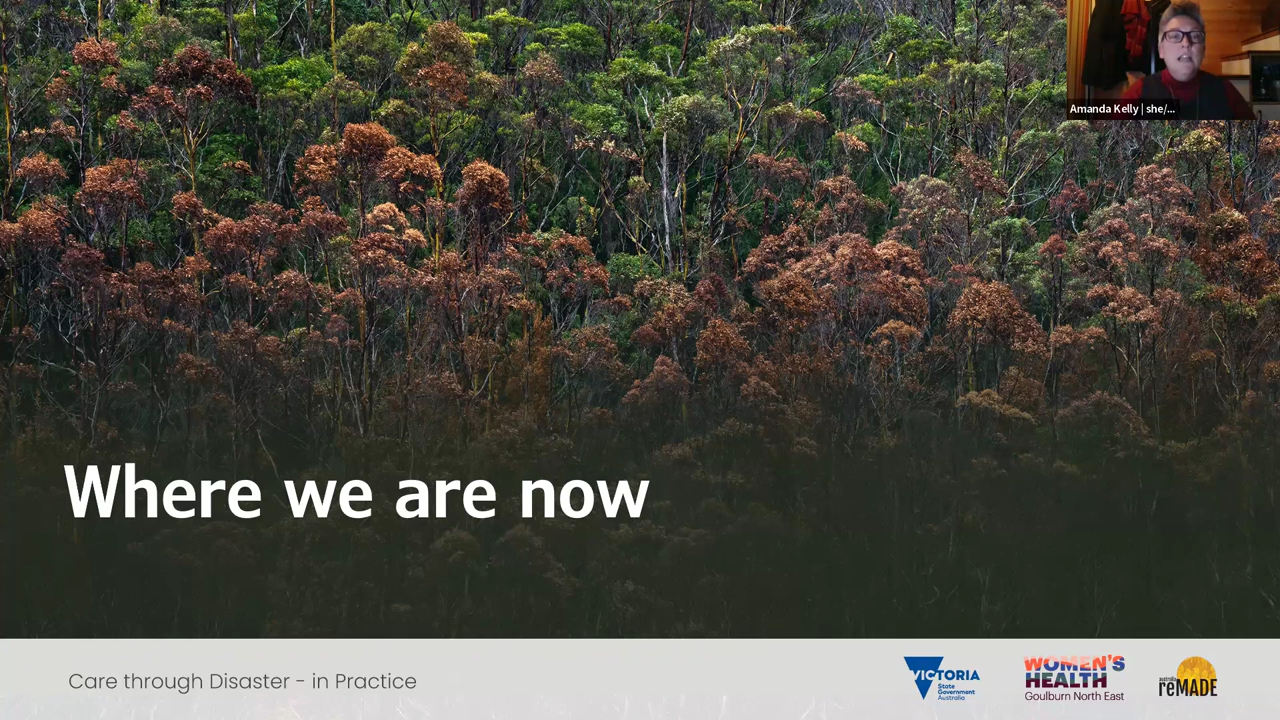 Amanda Kelly | she/...
Where we are now
Care through Disaster - in Practice
VICTORIA
State
Government
Australia
WOMEN'S
HEALTH
Goulburn North East
australia
reMADE